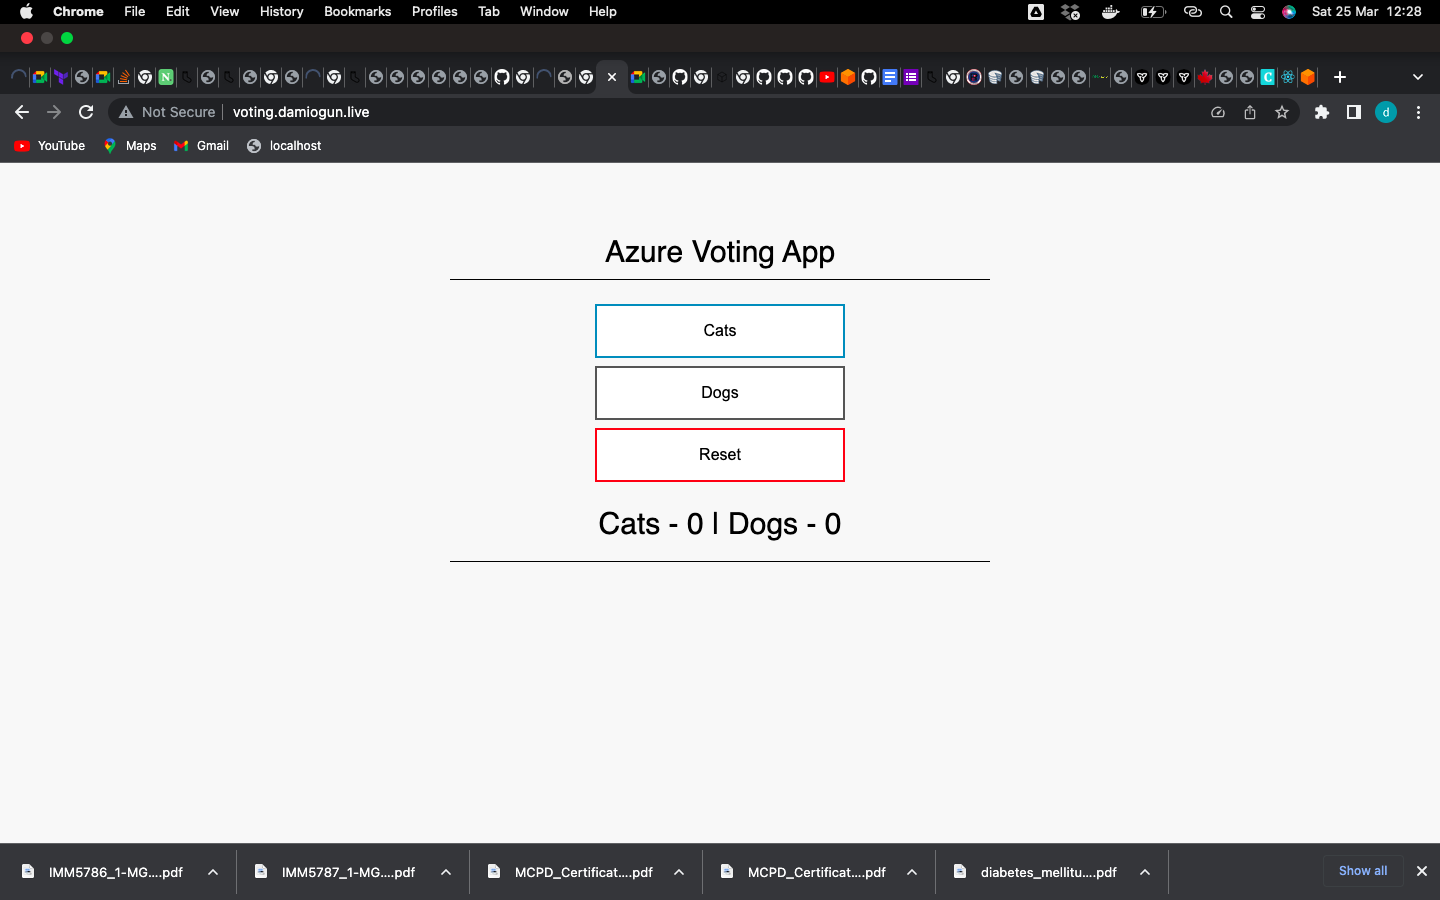 Chrome File Edit View History Bookmarks Profiles Tab Window Help Sat 25 Mar 12:28
Not Secure voting.damiogun.live d
YouTube Maps Gmail localhost
Azure Voting App
Cats
Dogs
Reset
Cats - 0 | Dogs - 0
IMM5786_1-MG....pdf IMM5787_1-MG....pdf MCPD_Certificat....pdf MCPD_Certificat....pdf diabetes_mellitu....pdf Show all